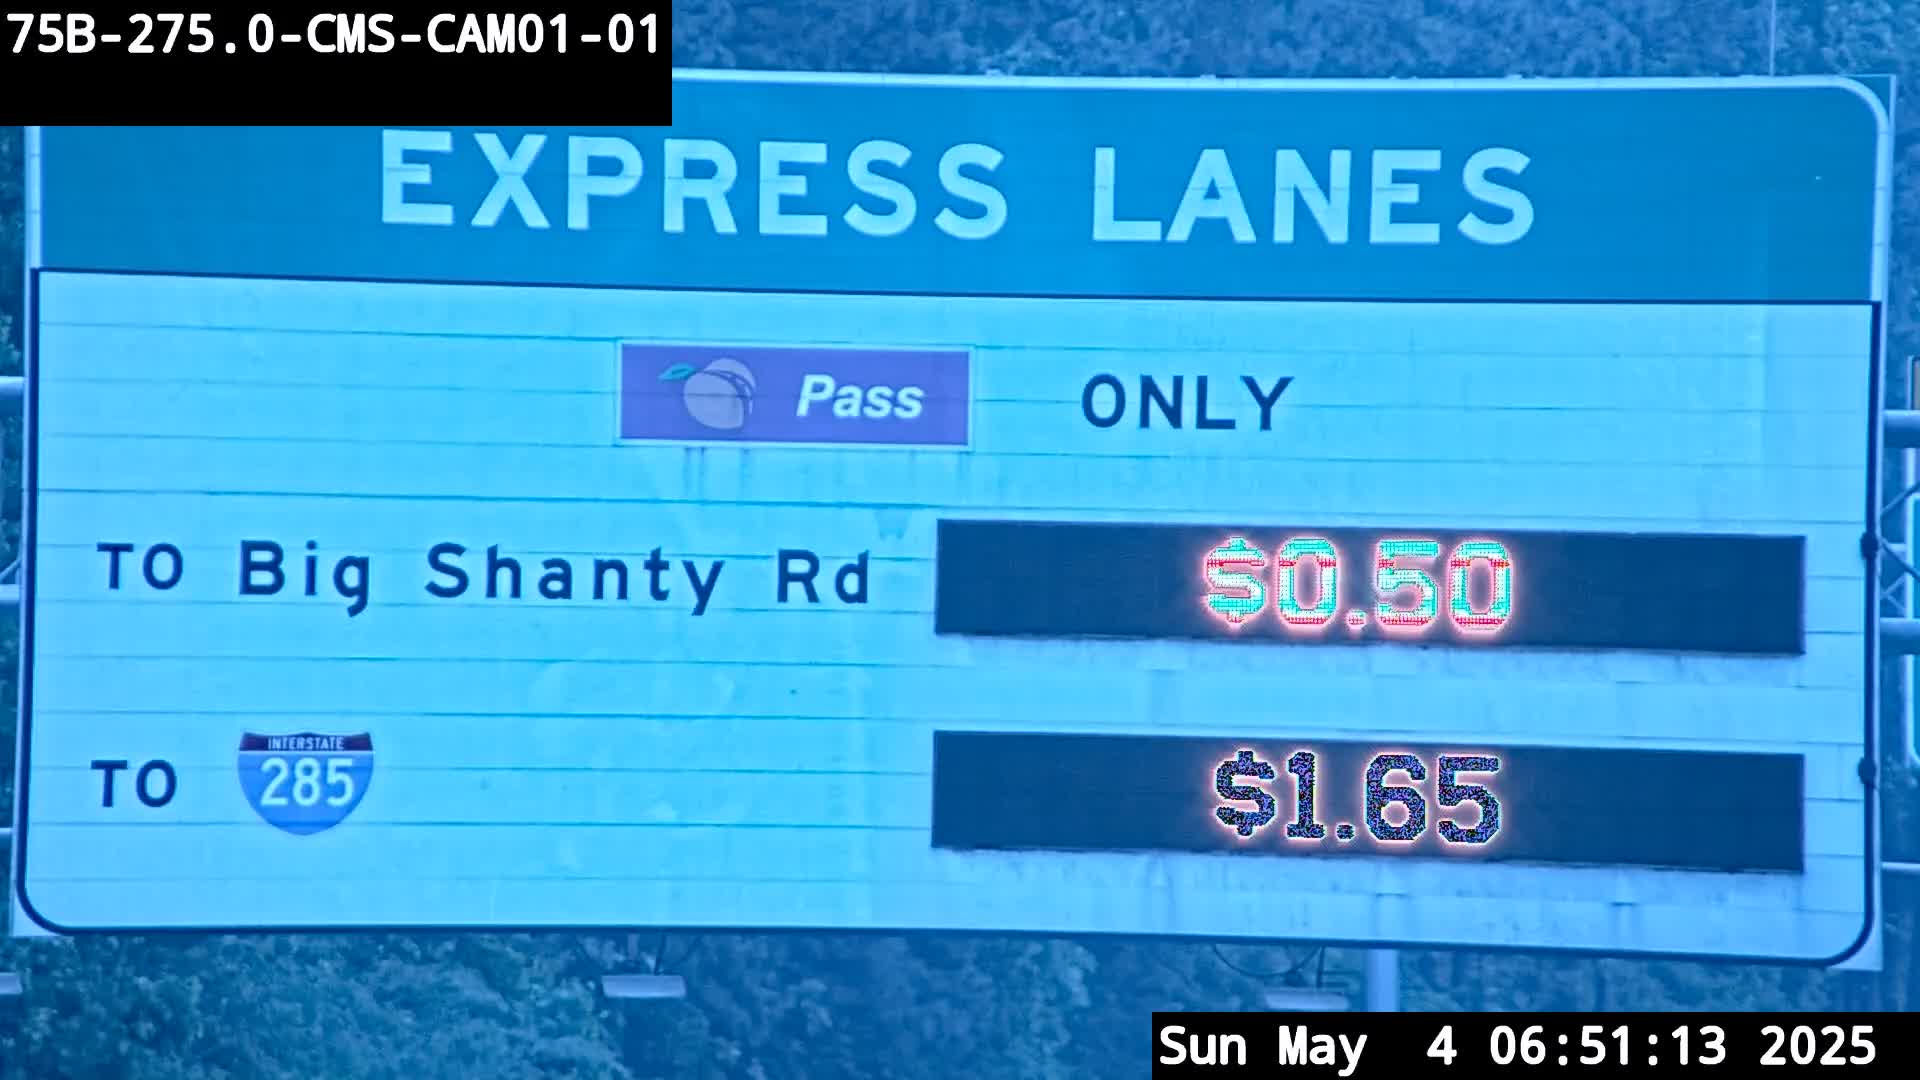 75B-275.0-CMS-CAM01-01
EXPRESS LANES
Pass ONLY
TO Big Shanty Rd $0.50
TO INTERSTATE 285 $1.65
Sun May 4 06:51:13 2025